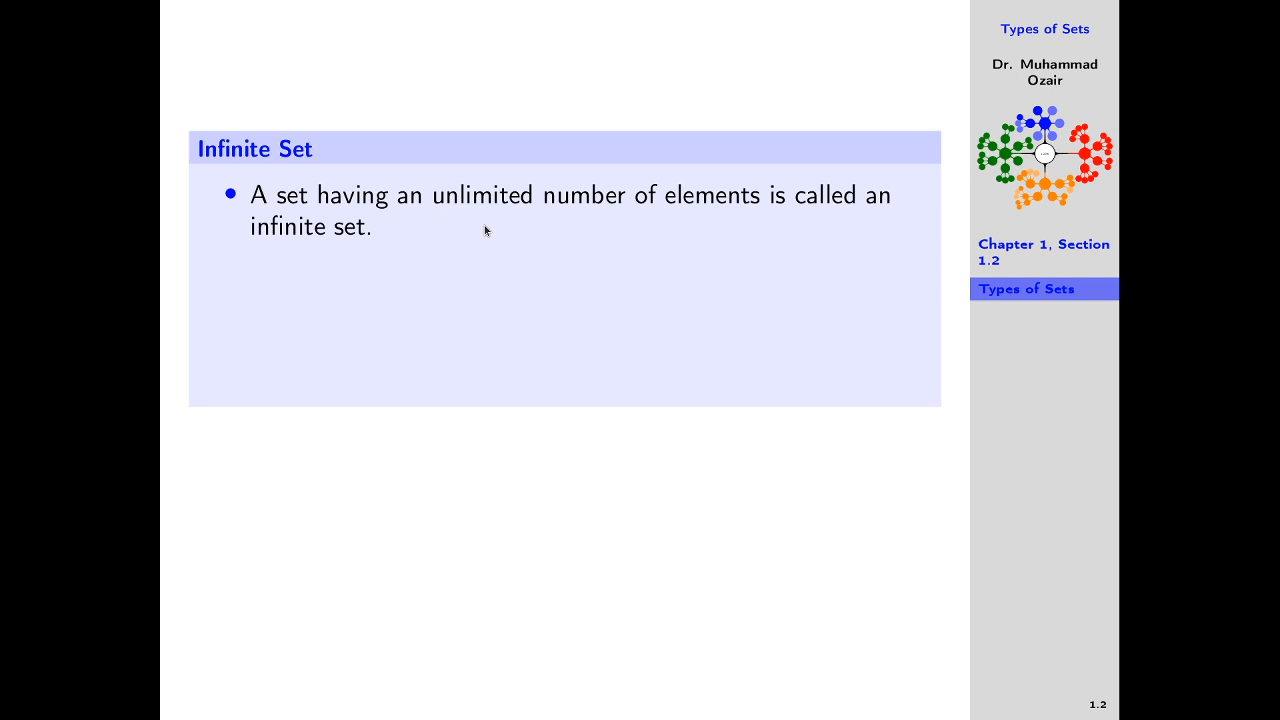 Infinite Set
A set having an unlimited number of elements is called an
infinite set.
Types of Sets
Dr. Muhammad
Ozair
Chapter 1, Section
1.2
Types of Sets
1.2